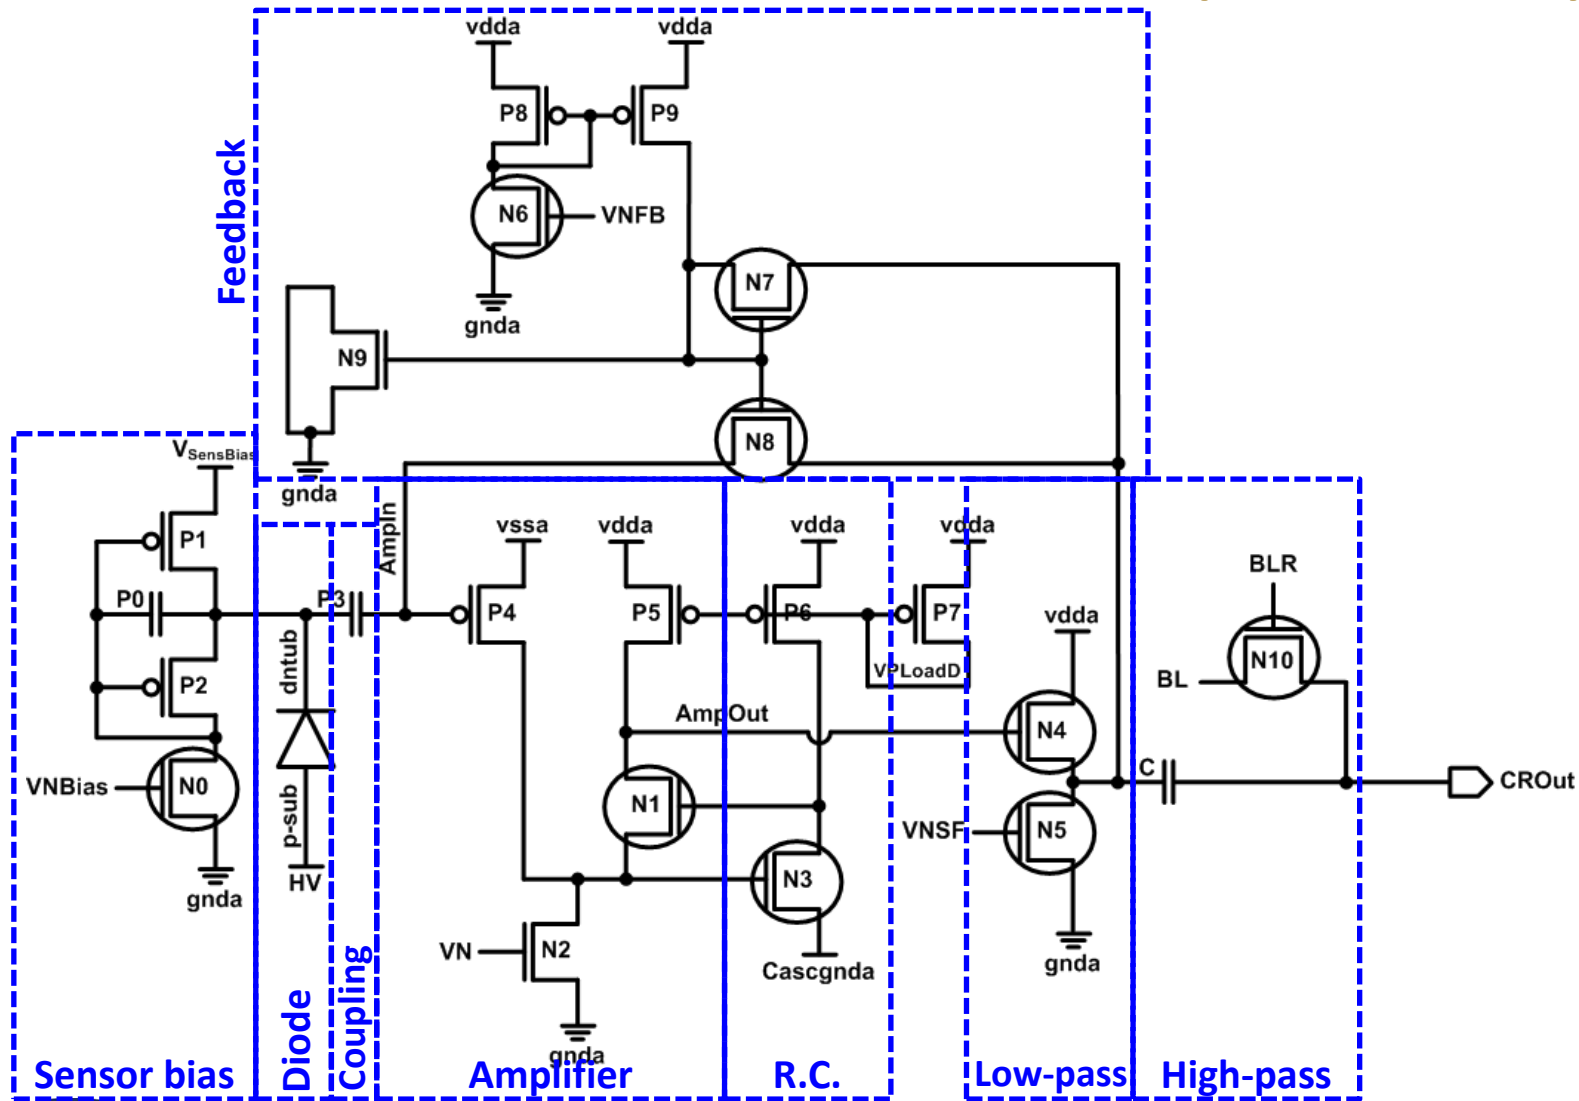 vdda
vdda
P8
P9
Feedback
N6
VNFB
gnda
N7
N9
N8
VSensBias
gnda
AmpIn
vssa
vdda
vdda
vdda
P1
BLR
P0
P3
P4
P5
P6
P7
vdda
dntub
VPLoadD
N10
P2
BL
AmpOut
N4
C
VNBias
N0
N1
CROut
p-sub
VNSF
N5
HV
N3
gnda
VN
N2
Cascgnda
gnda
gnda
Sensor bias
Diode
Coupling
Amplifier
R.C.
Low-pass
High-pass